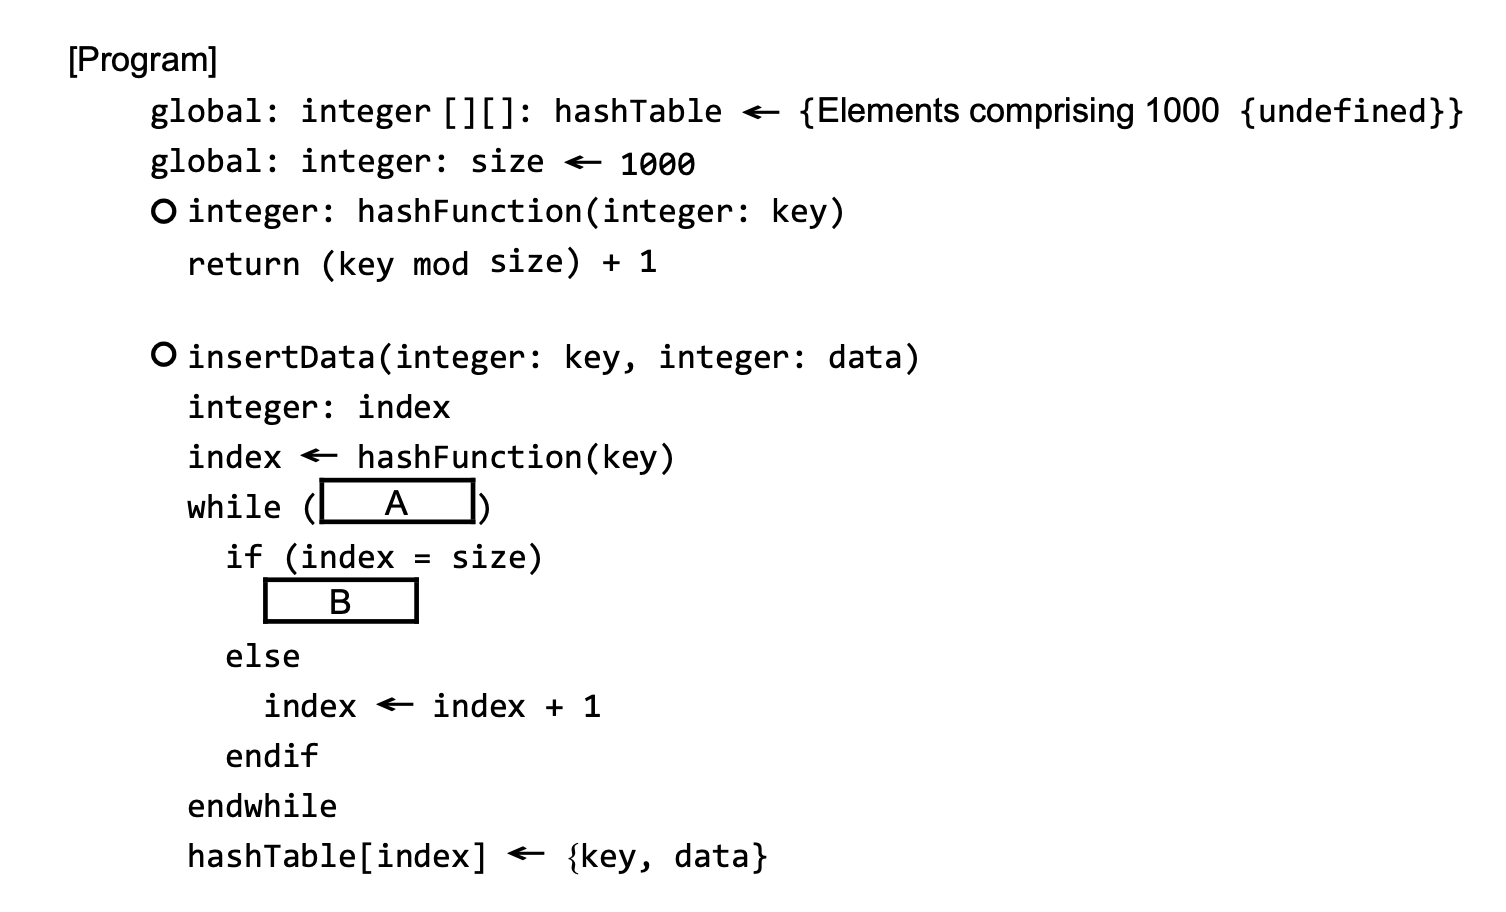 [Program]
global: integer [][]: hashTable ← {Elements comprising 1000 {undefined}}
global: integer: size ← 1000
○ integer: hashFunction(integer: key)
return (key mod size) + 1
○ insertData(integer: key, integer: data)
integer: index
index ← hashFunction(key)
while ( A )
if (index = size)
B
else
index ← index + 1
endif
endwhile
hashTable[index] ← {key, data}